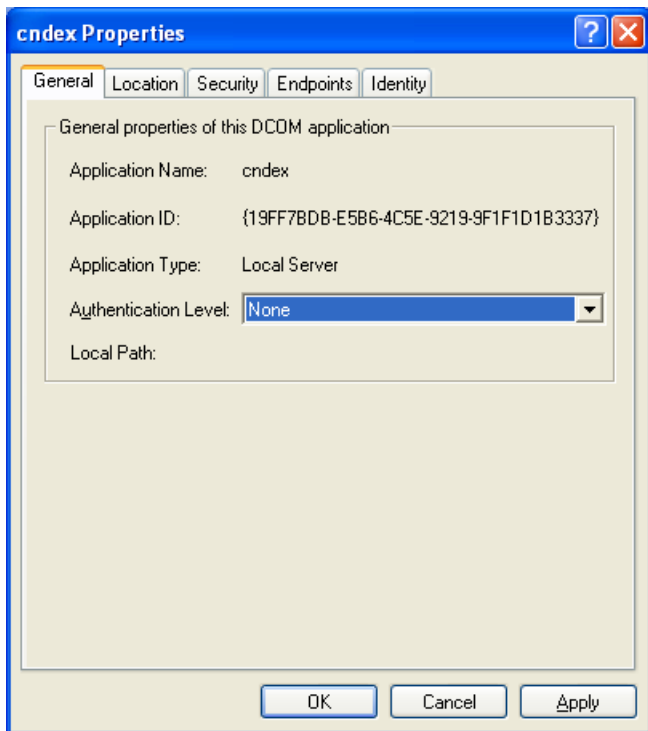 cndex Properties
General Location Security Endpoints Identity
General properties of this DCOM application
Application Name: cndex
Application ID: {19FF7BDB-E5B6-4C5E-9219-9F1F1D1B3337}
Application Type: Local Server
Authentication Level: None
Local Path:
OK Cancel Apply